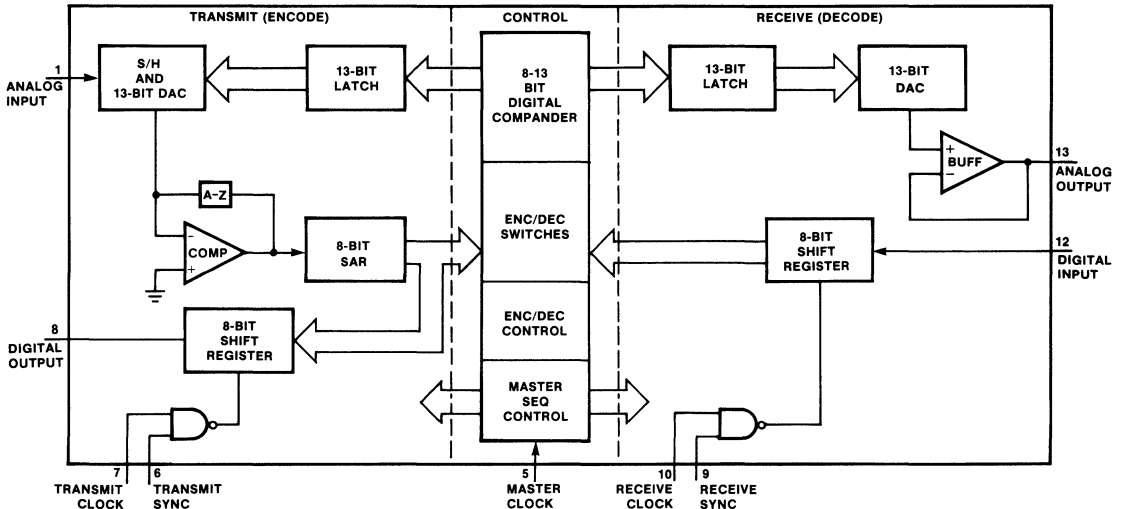 TRANSMIT (ENCODE)
CONTROL
RECEIVE (DECODE)
1
ANALOG
INPUT
S/H
AND
13-BIT DAC
13-BIT
LATCH
8-13
BIT
DIGITAL
COMPANDER
13-BIT
LATCH
13-BIT
DAC
+
−
BUFF
13
ANALOG
OUTPUT
A–Z
−
+
COMP
8-BIT
SAR
ENC/DEC
SWITCHES
8-BIT
SHIFT
REGISTER
12
DIGITAL
INPUT
8
DIGITAL
OUTPUT
8-BIT
SHIFT
REGISTER
ENC/DEC
CONTROL
MASTER
SEQ
CONTROL
7
TRANSMIT
CLOCK
6
TRANSMIT
SYNC
5
MASTER
CLOCK
10
RECEIVE
CLOCK
9
RECEIVE
SYNC